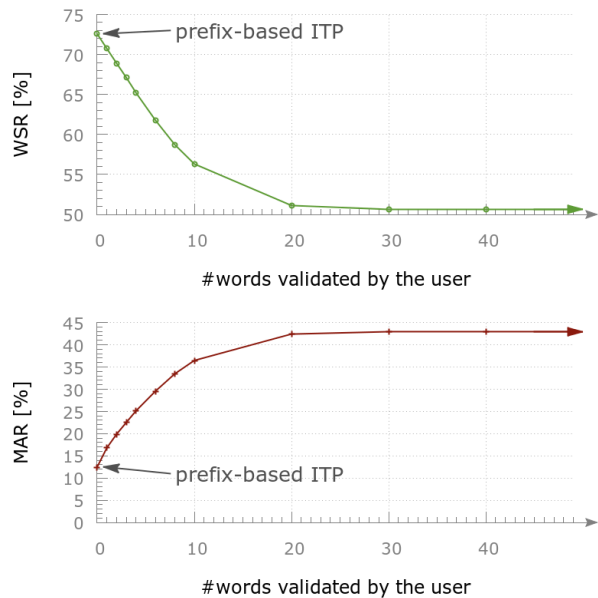 75
prefix-based ITP
70
65
WSR [%]
60
55
50
0 10 20 30 40
#words validated by the user
45
40
35
30
25
MAR [%]
20
15
prefix-based ITP
10
5
0
0 10 20 30 40
#words validated by the user